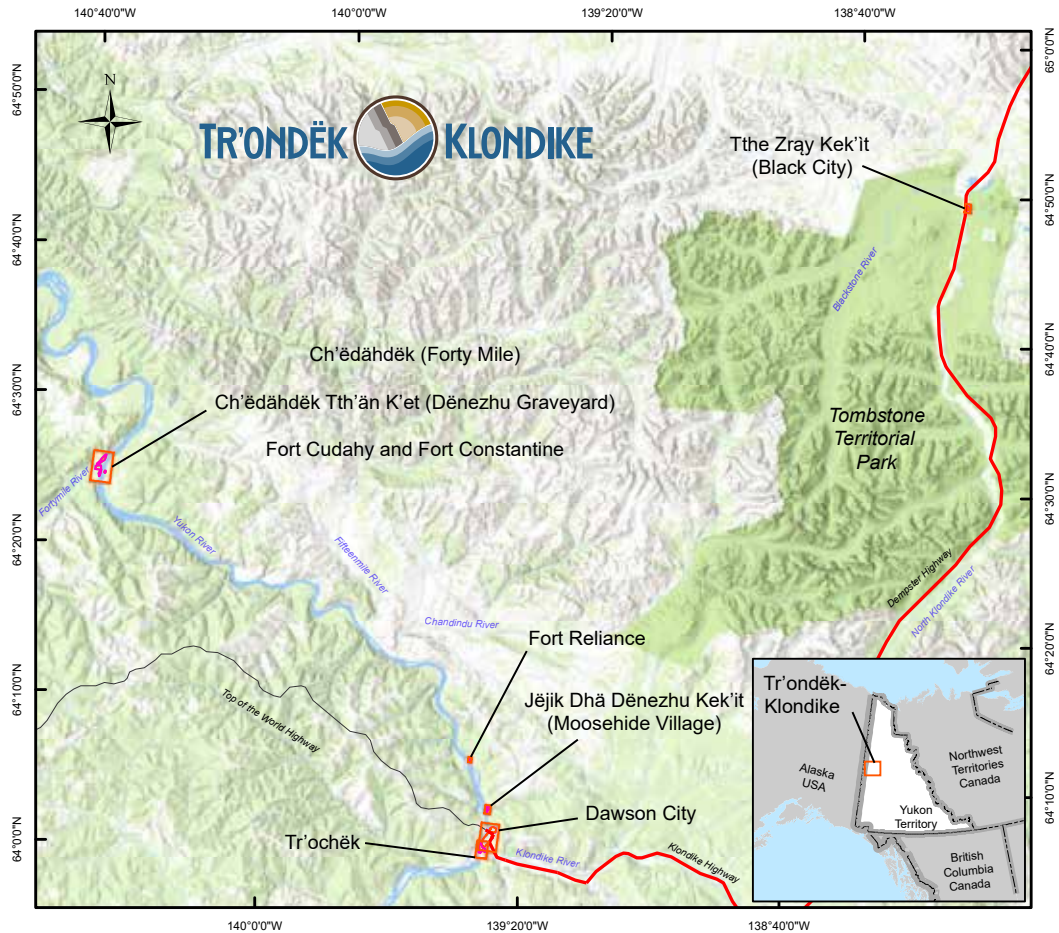 140°40'0"W
140°0'0"W
139°20'0"W
138°40'0"W
65°0'0"N
64°50'0"N
N
TR'ONDËK
KLONDIKE
Tthe Zrąy Kek'ìt
(Black City)
64°50'0"N
64°40'0"N
Blackstone River
Ch'ëdähdëk (Forty Mile)
64°40'0"N
64°30'0"N
Ch'ëdähdëk Tth'än K'et (Dënezhu Graveyard)
Tombstone
Territorial
Park
Fort Cudahy and Fort Constantine
Fortymile River
64°30'0"N
64°20'0"N
Yukon River
Fifteenmile River
Dempster Highway
North Klondike River
Chandindu River
Fort Reliance
64°20'0"N
64°10'0"N
Top of the World Highway
Jëjik Dhä Dënezhu Kek'it
(Moosehide Village)
Tr'ondëk-
Klondike
Northwest
Territories
Canada
Alaska
USA
64°10'0"N
Yukon
Territory
Dawson City
64°0'0"N
Tr'ochëk
Klondike River
Klondike Highway
British
Columbia
Canada
140°0'0"W
139°20'0"W
138°40'0"W